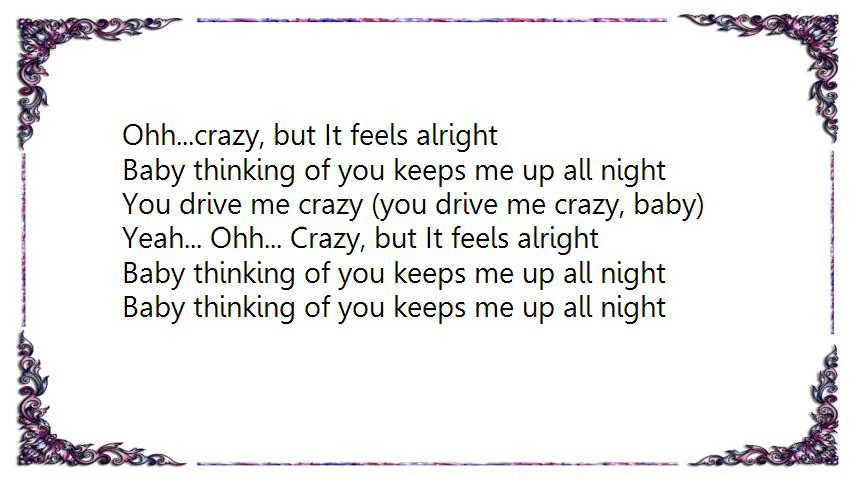 Ohh...crazy, but It feels alright
Baby thinking of you keeps me up all night
You drive me crazy (you drive me crazy, baby)
Yeah... Ohh... Crazy, but It feels alright
Baby thinking of you keeps me up all night
Baby thinking of you keeps me up all night